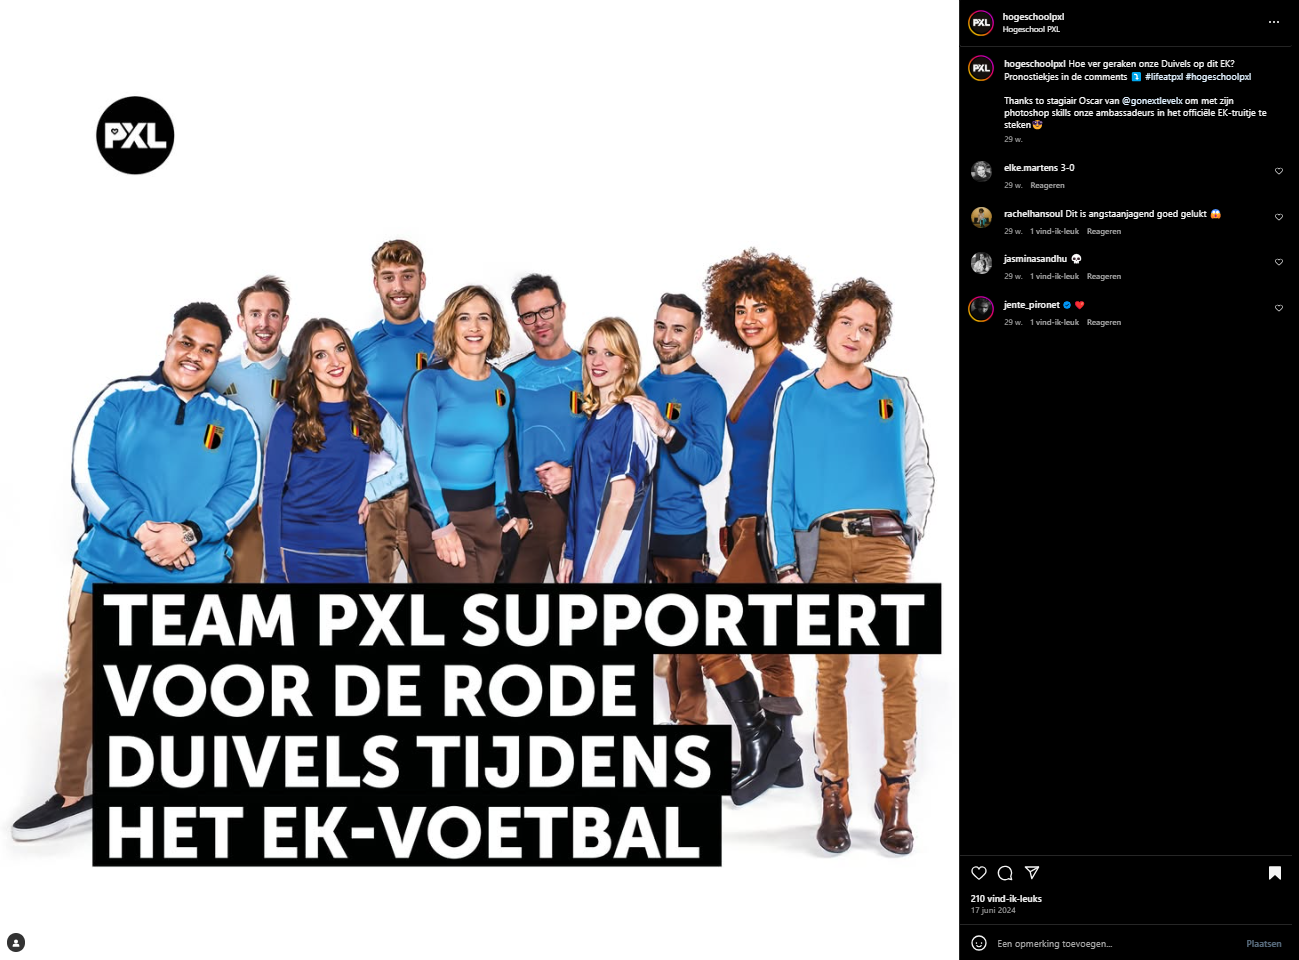 PXL
TEAM PXL SUPPORTERT
VOOR DE RODE
DUIVELS TIJDENS
HET EK-VOETBAL
PXL
hogeschoolpxl
Hogeschool PXL
PXL
hogeschoolpxl Hoe ver geraken onze Duivels op dit EK?
Pronostiekjes in de comments ⤵️ #lifeatpxl #hogeschoolpxl
Thanks to stagiair Oscar van @gonextlevelx om met zijn
photoshop skills onze ambassadeurs in het officiële EK-truitje te
steken😎
29 w.
elke.martens 3-0
29 w. Reageren
rachelhansoul Dit is angstaanjagend goed gelukt 😱
29 w. 1 vind-ik-leuk Reageren
jasminasandhu 💀
29 w. 1 vind-ik-leuk Reageren
jente_pironet ❤️
29 w. 1 vind-ik-leuk Reageren
210 vind-ik-leuks
17 juni 2024
Een opmerking toevoegen...
Plaatsen